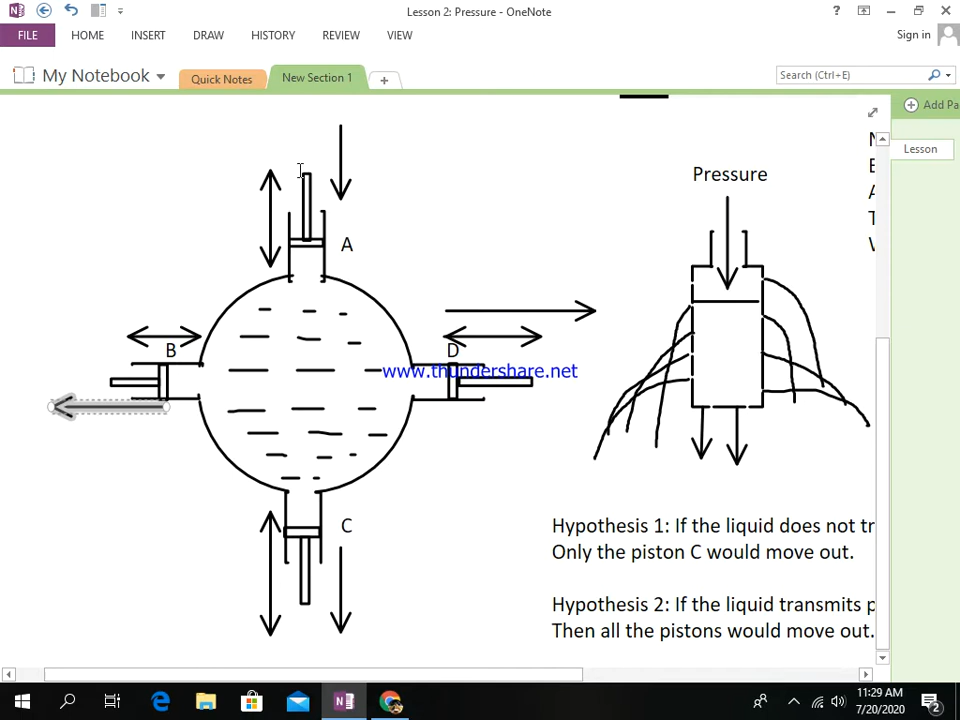 Lesson 2: Pressure - OneNote
FILE HOME INSERT DRAW HISTORY REVIEW VIEW
Sign in
My Notebook Quick Notes New Section 1
Search (Ctrl+E)
Add Pa
Lesson
Pressure
A
B
D
www.thundershare.net
C
Hypothesis 1: If the liquid does not tr
Only the piston C would move out.
Hypothesis 2: If the liquid transmits p
Then all the pistons would move out.
11:29 AM
7/20/2020
2